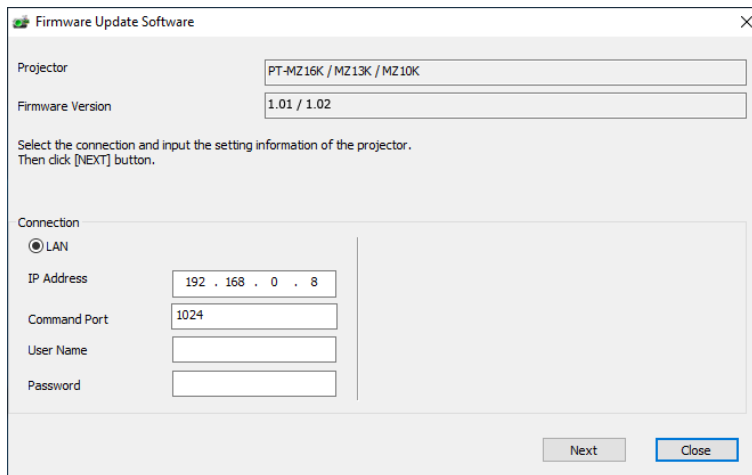 Firmware Update Software
Projector PT-MZ16K / MZ13K / MZ10K
Firmware Version 1.01 / 1.02
Select the connection and input the setting information of the projector.
Then click [NEXT] button.
Connection
LAN
IP Address 192 . 168 . 0 . 8
Command Port 1024
User Name
Password
Next Close